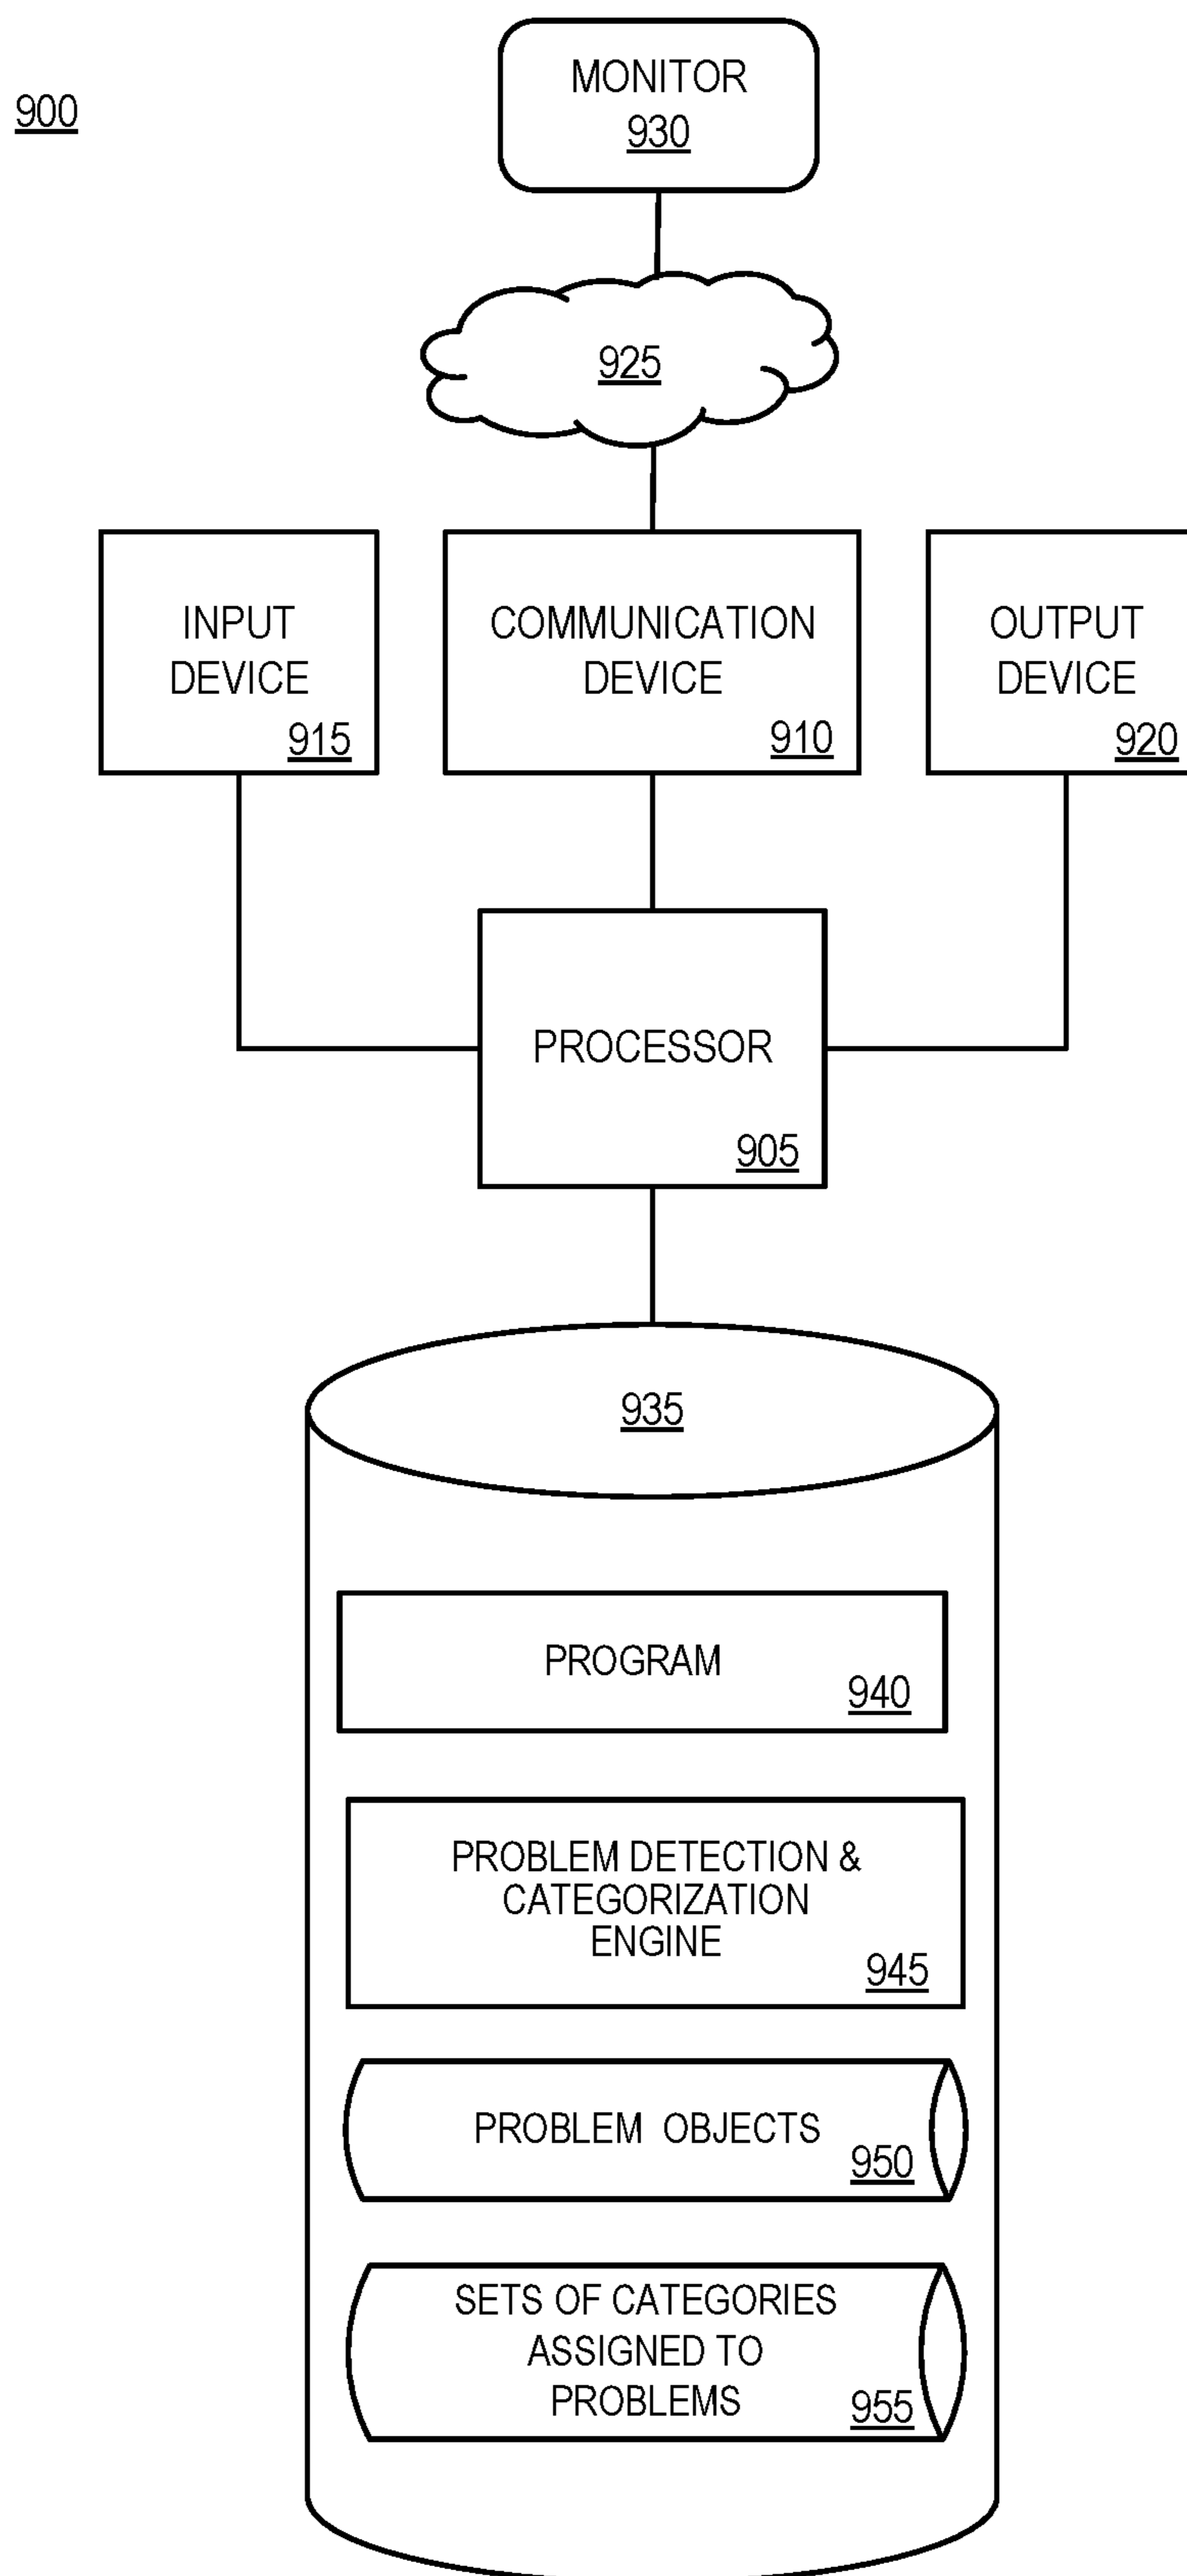 900
MONITOR
930
925
INPUT
DEVICE
915
COMMUNICATION
DEVICE
910
OUTPUT
DEVICE
920
PROCESSOR
905
935
PROGRAM
940
PROBLEM DETECTION &
CATEGORIZATION
ENGINE
945
PROBLEM OBJECTS
950
SETS OF CATEGORIES
ASSIGNED TO
PROBLEMS
955